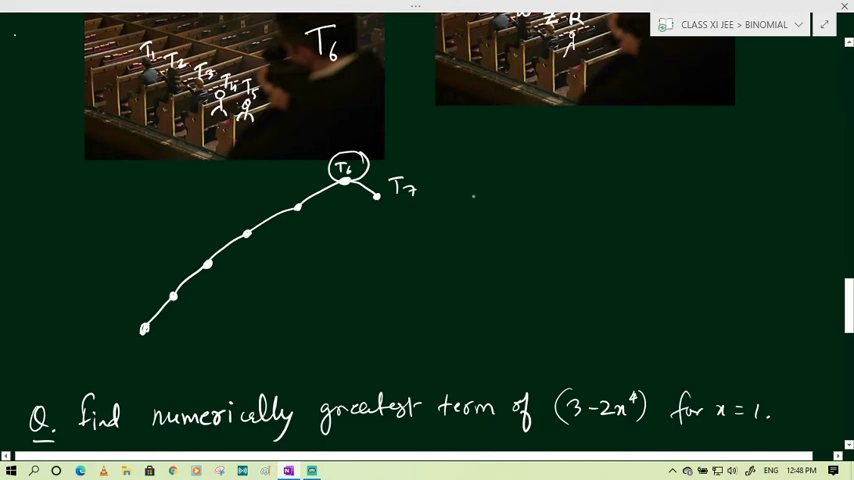 CLASS XI JEE > BINOMIAL
T6
T1
T2
T3
T4
T5
T6
T7
Q. find numerically greatest term of (3-2x⁴) for x=1.
ENG 12:48 PM